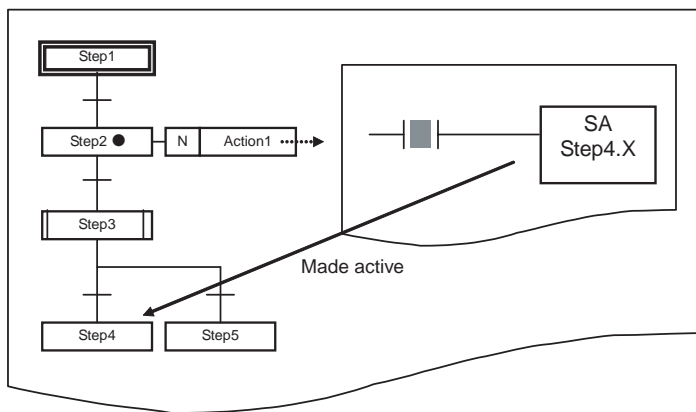 Step1
Step2
N
Action1
SA
Step4.X
Step3
Made active
Step4
Step5